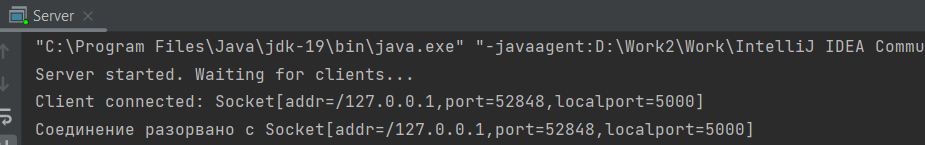 Server
"C:\Program Files\Java\jdk-19\bin\java.exe" "-javaagent:D:\Work2\Work\IntelliJ IDEA Commu
Server started. Waiting for clients...
Client connected: Socket[addr=/127.0.0.1,port=52848,localport=5000]
Соединение разорвано с Socket[addr=/127.0.0.1,port=52848,localport=5000]